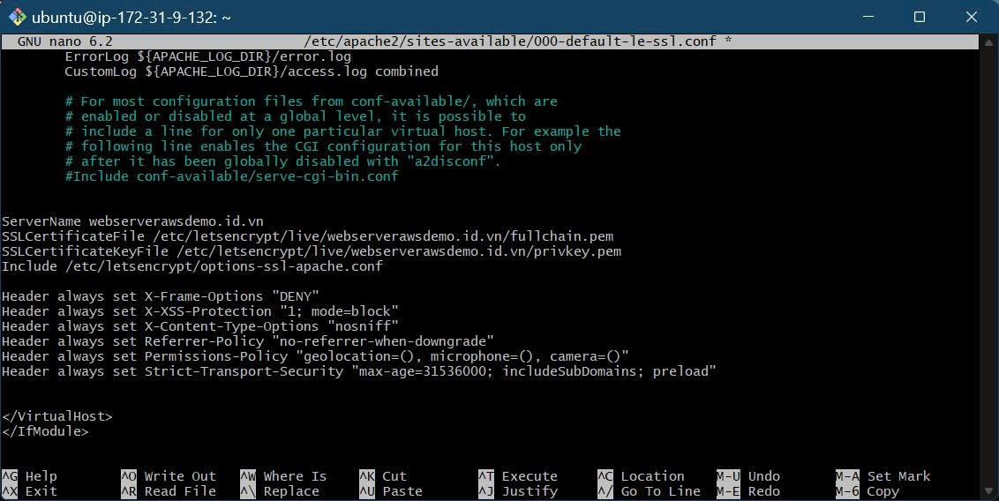 ubuntu@ip-172-31-9-132: ~
GNU nano 6.2 /etc/apache2/sites-available/000-default-le-ssl.conf *
ErrorLog ${APACHE_LOG_DIR}/error.log
CustomLog ${APACHE_LOG_DIR}/access.log combined
# For most configuration files from conf-available/, which are
# enabled or disabled at a global level, it is possible to
# include a line for only one particular virtual host. For example the
# following line enables the CGI configuration for this host only
# after it has been globally disabled with "a2disconf".
#Include conf-available/serve-cgi-bin.conf
ServerName webserverawsdemo.id.vn
SSLCertificateFile /etc/letsencrypt/live/webserverawsdemo.id.vn/fullchain.pem
SSLCertificateKeyFile /etc/letsencrypt/live/webserverawsdemo.id.vn/privkey.pem
Include /etc/letsencrypt/options-ssl-apache.conf
Header always set X-Frame-Options "DENY"
Header always set X-XSS-Protection "1; mode=block"
Header always set X-Content-Type-Options "nosniff"
Header always set Referrer-Policy "no-referrer-when-downgrade"
Header always set Permissions-Policy "geolocation=(), microphone=(), camera=()"
Header always set Strict-Transport-Security "max-age=31536000; includeSubDomains; preload"
</VirtualHost>
</IfModule>
^G Help ^O Write Out ^W Where Is ^K Cut ^T Execute ^C Location M-U Undo M-A Set Mark
^X Exit ^R Read File ^\ Replace ^U Paste ^J Justify ^/ Go To Line M-E Redo M-6 Copy